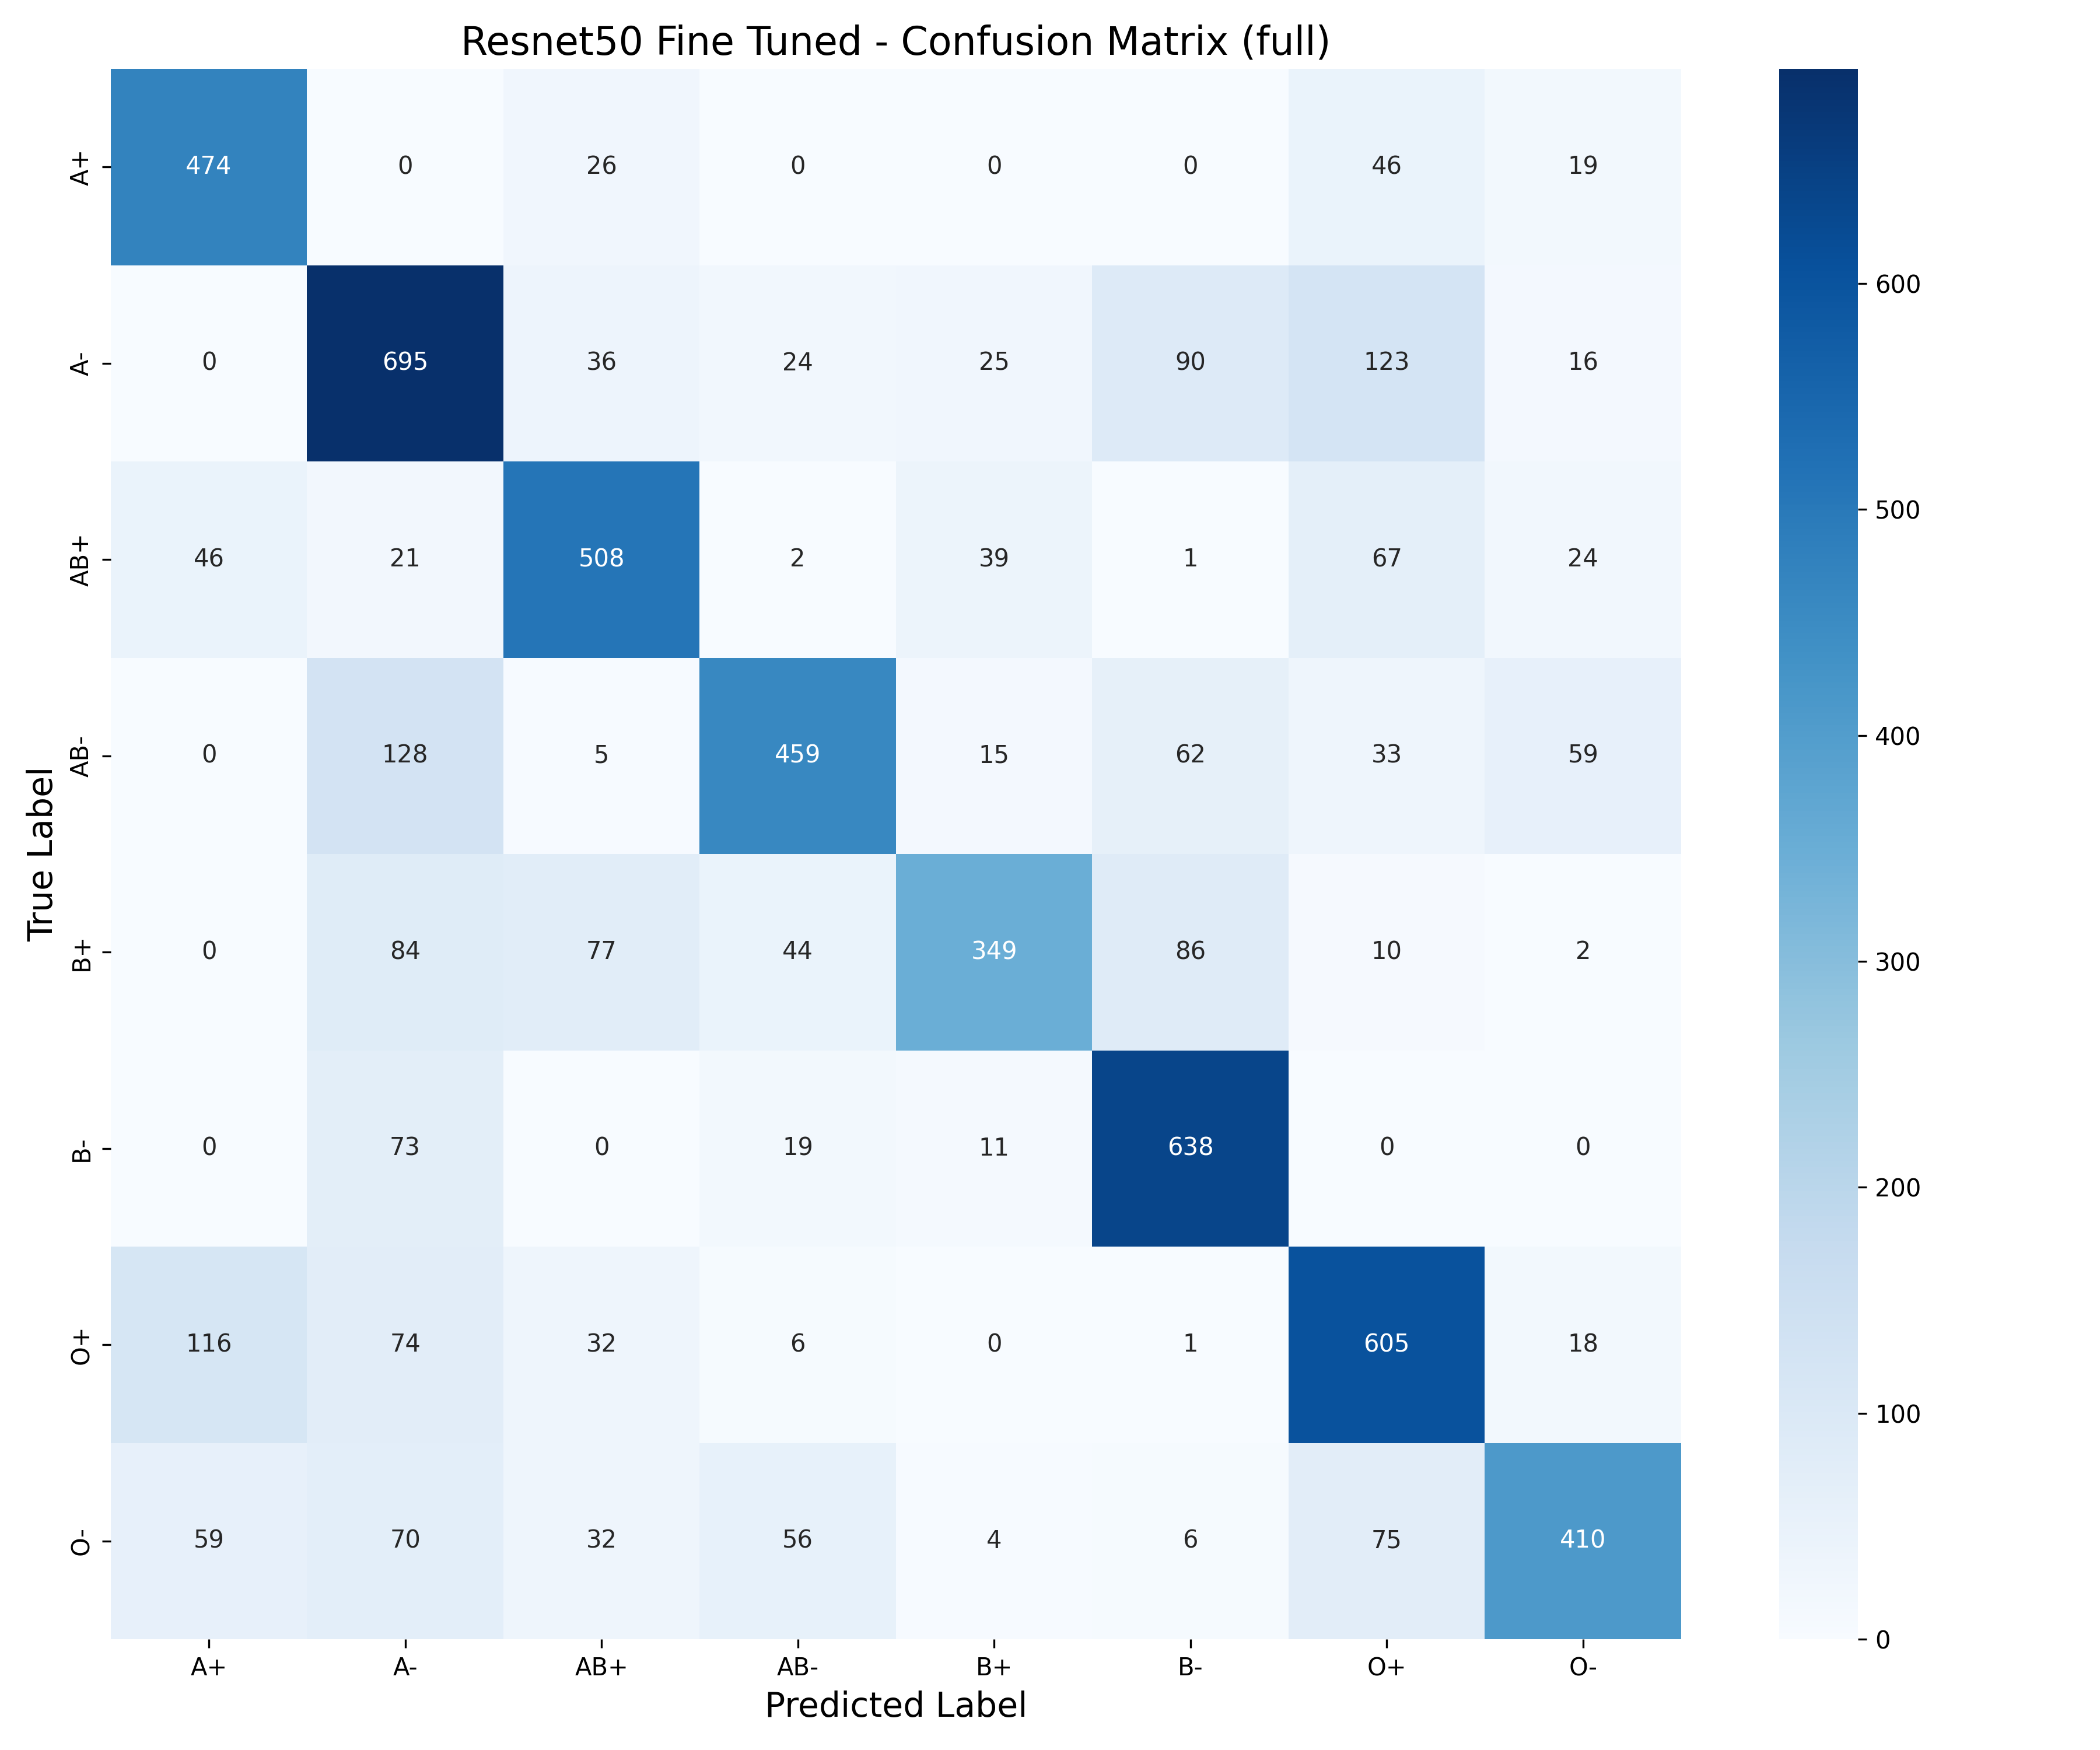 Resnet50 Fine Tuned - Confusion Matrix (full)
True Label
A+ 474 0 26 0 0 0 46 19
A- 0 695 36 24 25 90 123 16
AB+ 46 21 508 2 39 1 67 24
AB- 0 128 5 459 15 62 33 59
B+ 0 84 77 44 349 86 10 2
B- 0 73 0 19 11 638 0 0
O+ 116 74 32 6 0 1 605 18
O- 59 70 32 56 4 6 75 410
A+ A- AB+ AB- B+ B- O+ O-
Predicted Label
600
500
400
300
200
100
0